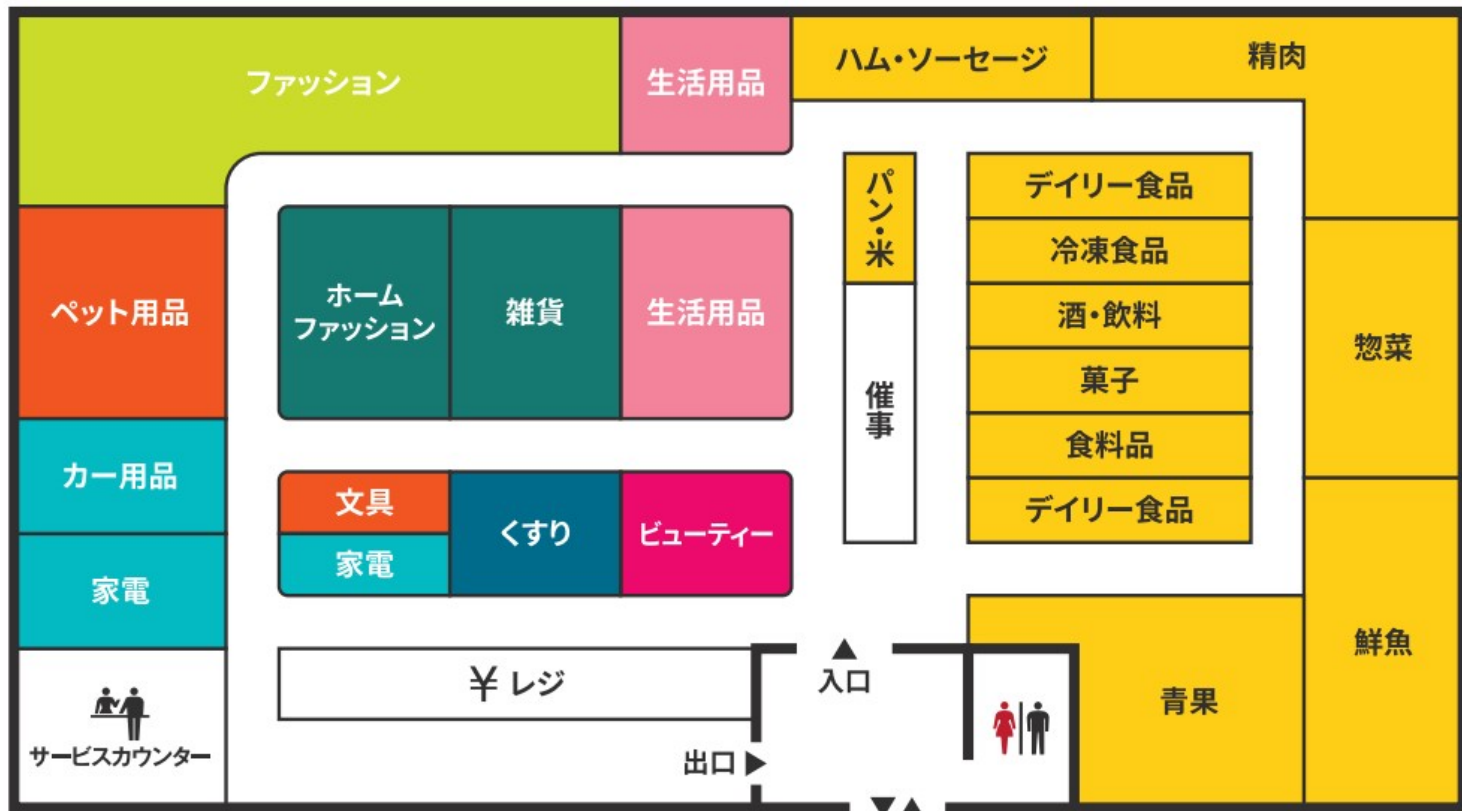 ファッション
生活用品
ハム・ソーセージ
精肉
パン・米
デイリー食品
冷凍食品
酒・飲料
菓子
食料品
デイリー食品
催事
ペット用品
ホーム
ファッション
雑貨
生活用品
惣菜
カー用品
文具
家電
くすり
ビューティー
家電
鮮魚
¥ レジ
入口
青果
サービスカウンター
出口